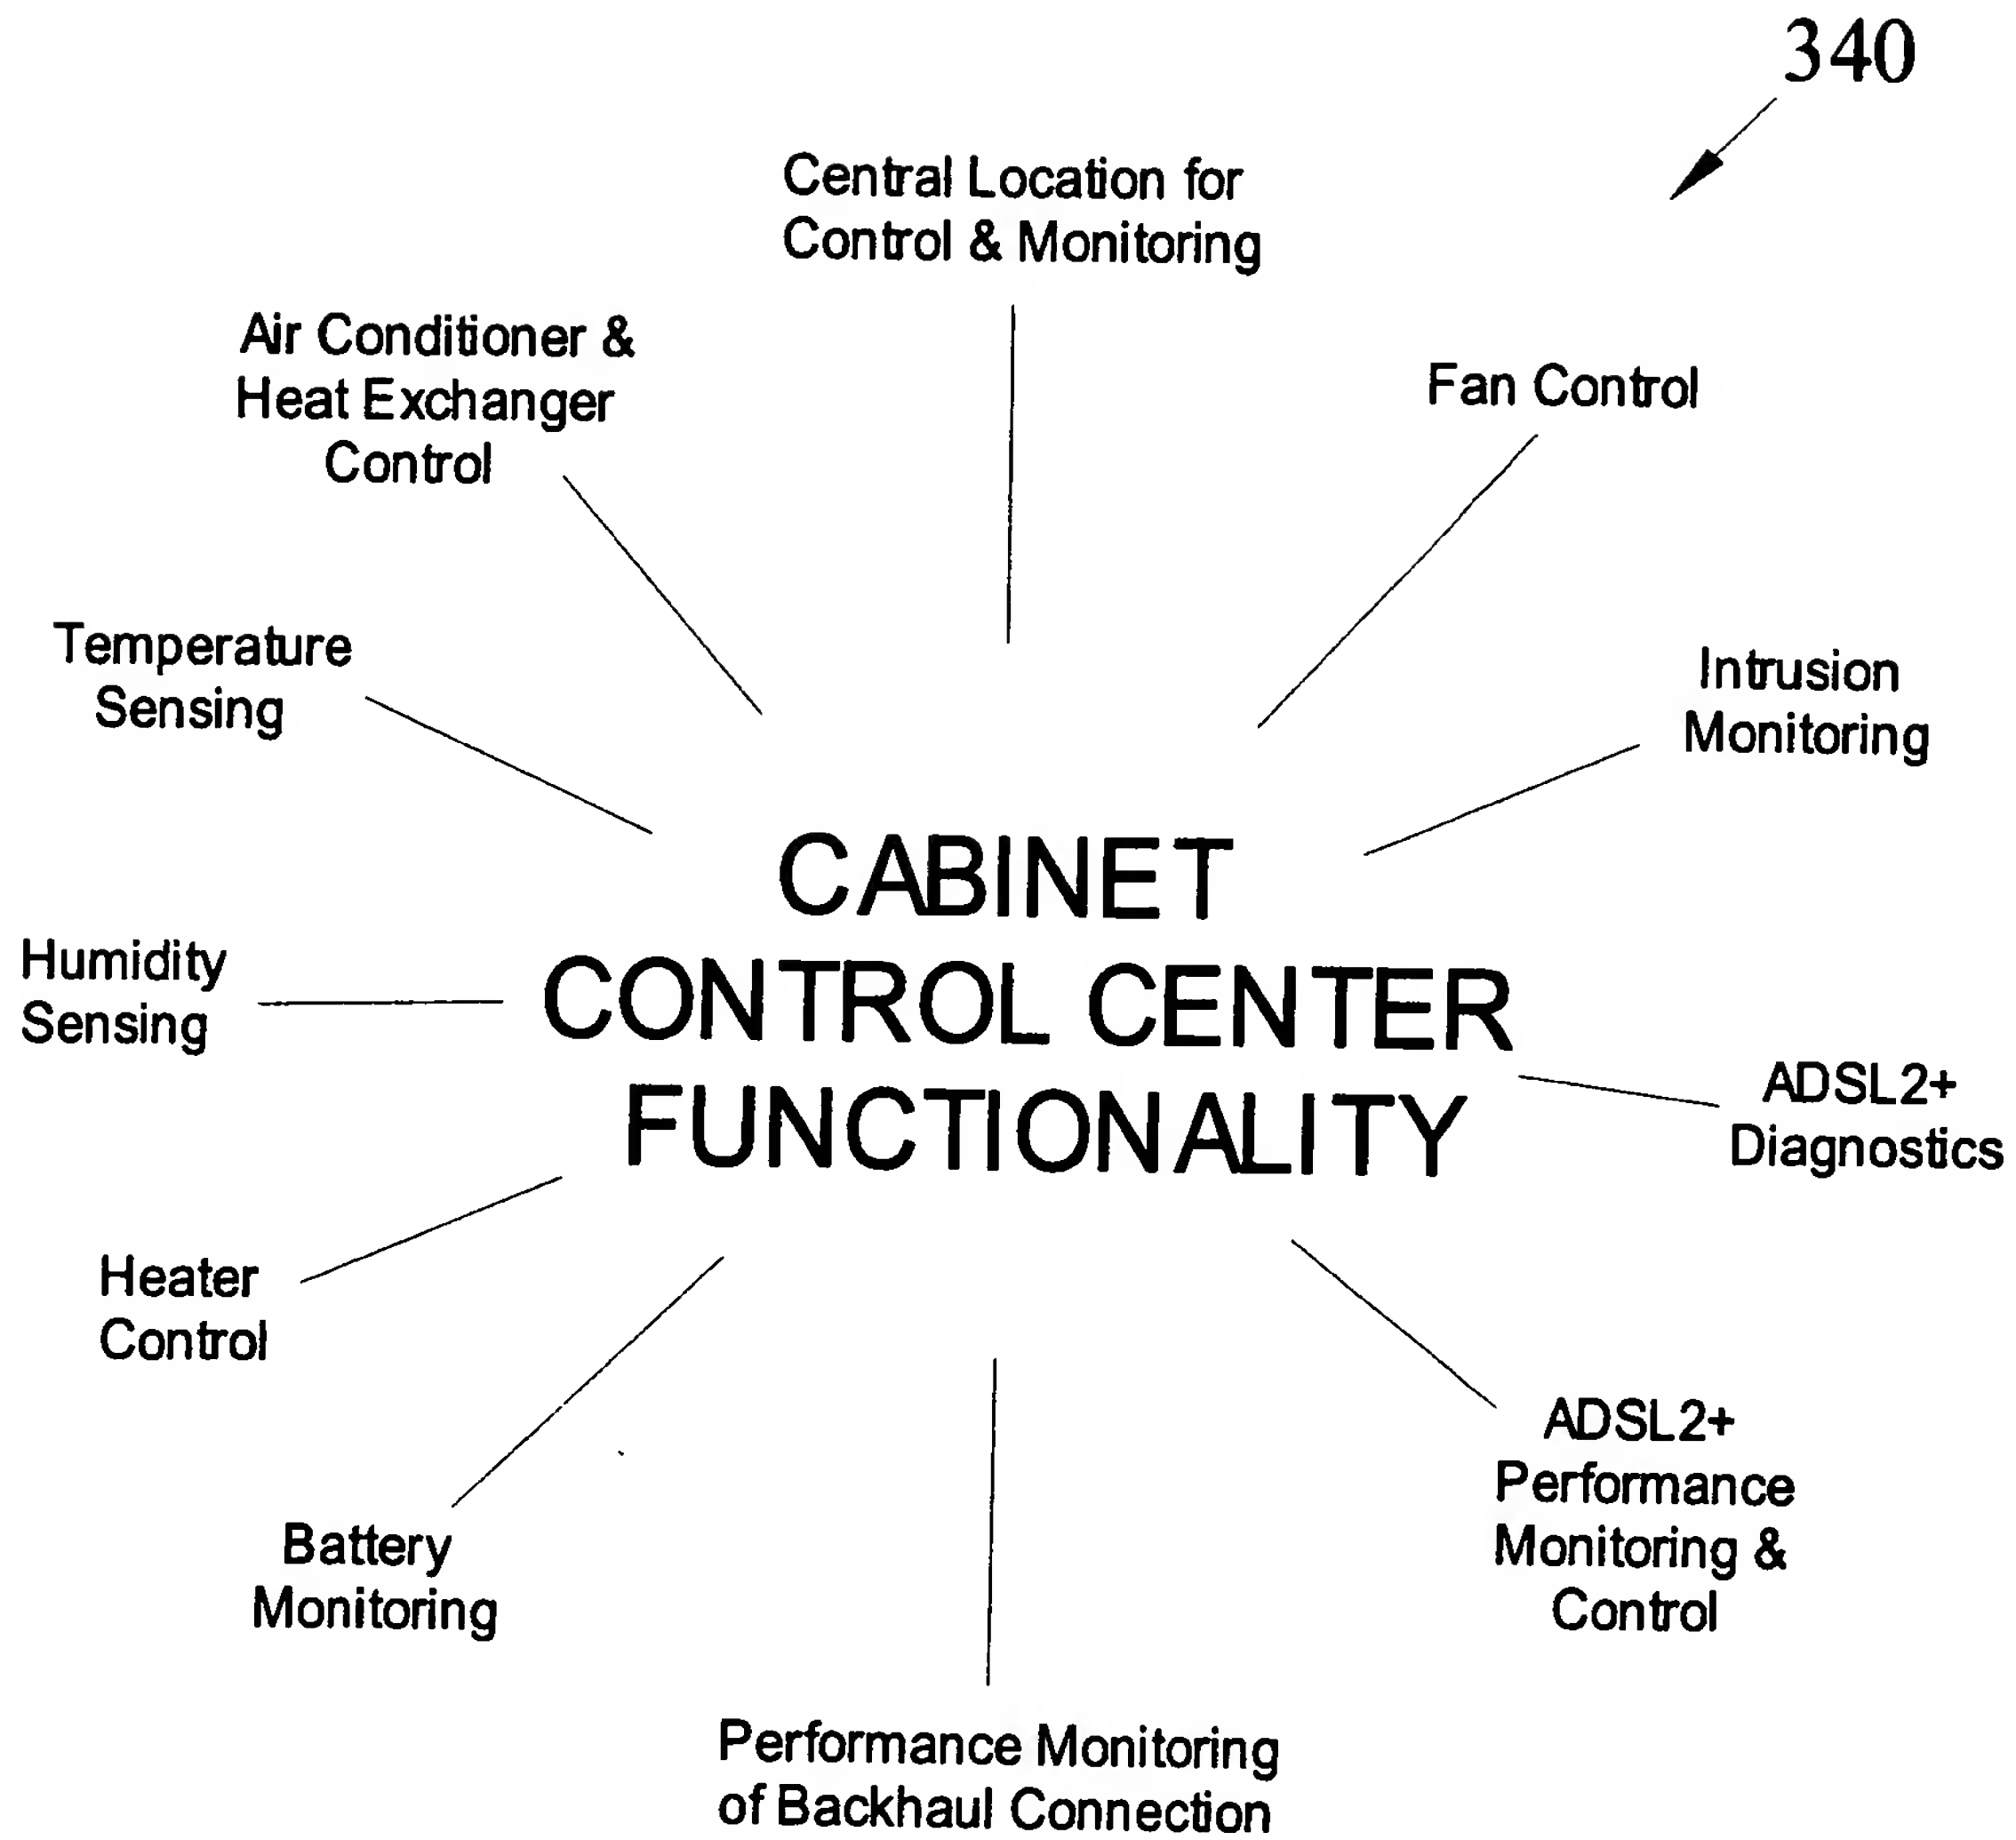 340
Central Location for
Control & Monitoring
Air Conditioner &
Heat Exchanger
Control
Fan Control
Temperature
Sensing
Intrusion
Monitoring
CABINET
CONTROL CENTER
FUNCTIONALITY
Humidity
Sensing
ADSL2+
Diagnostics
Heater
Control
ADSL2+
Performance
Monitoring &
Control
Battery
Monitoring
Performance Monitoring
of Backhaul Connection